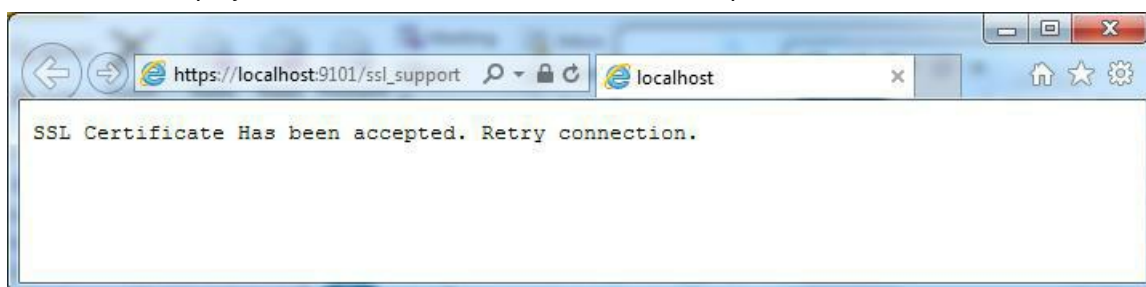 https://localhost:9101/ssl_support
localhost
SSL Certificate Has been accepted. Retry connection.